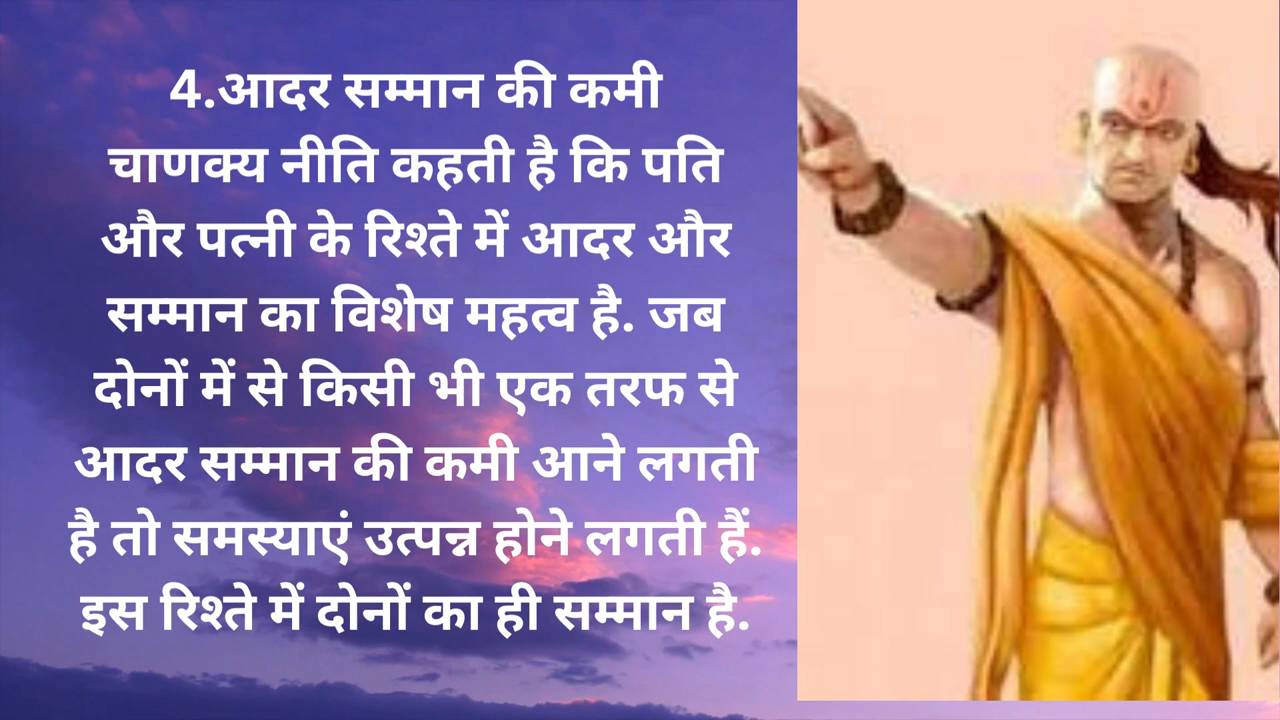 4.आदर सम्मान की कमी
चाणक्य नीति कहती है कि पति
और पत्नी के रिश्ते में आदर और
सम्मान का विशेष महत्व है. जब
दोनों में से किसी भी एक तरफ से
आदर सम्मान की कमी आने लगती
है तो समस्याएं उत्पन्न होने लगती हैं.
इस रिश्ते में दोनों का ही सम्मान है.